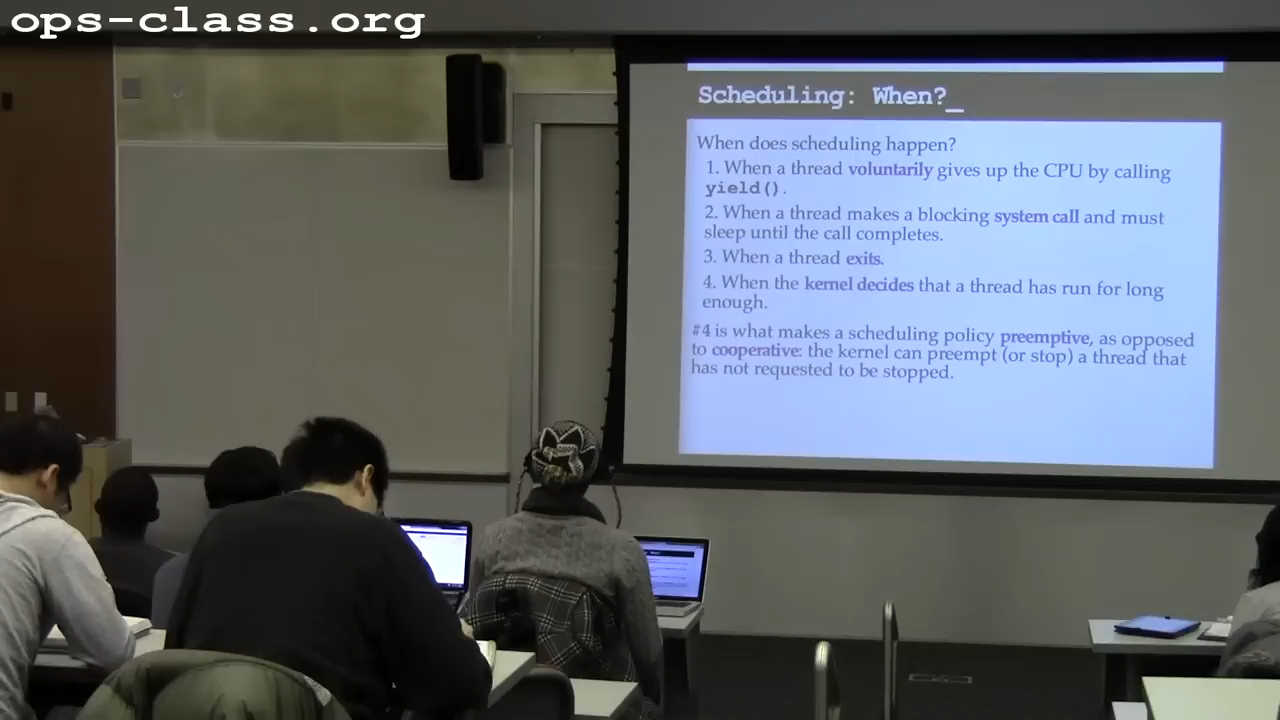 ops-class.org
Scheduling: When?_
When does scheduling happen?
1. When a thread voluntarily gives up the CPU by calling
yield().
2. When a thread makes a blocking system call and must
sleep until the call completes.
3. When a thread exits.
4. When the kernel decides that a thread has run for long
enough.
#4 is what makes a scheduling policy preemptive, as opposed
to cooperative: the kernel can preempt (or stop) a thread that
has not requested to be stopped.